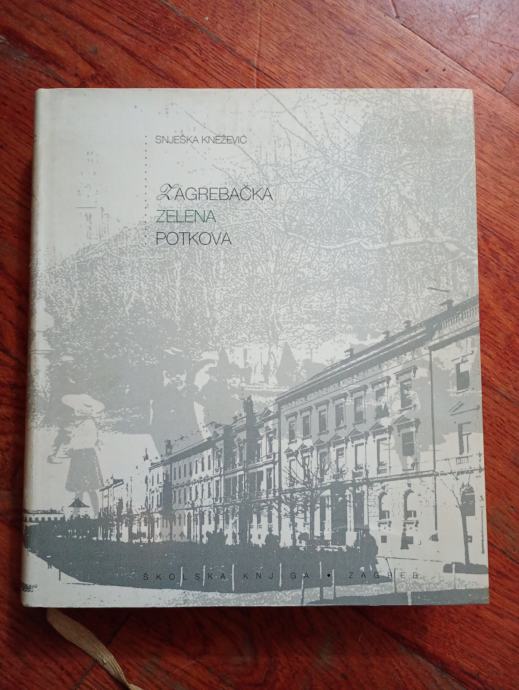 SNJEŠKA KNEŽEVIĆ
ZAGREBAČKA
ZELENA
POTKOVA
ŠKOLSKA KNJIGA • ZAGREB